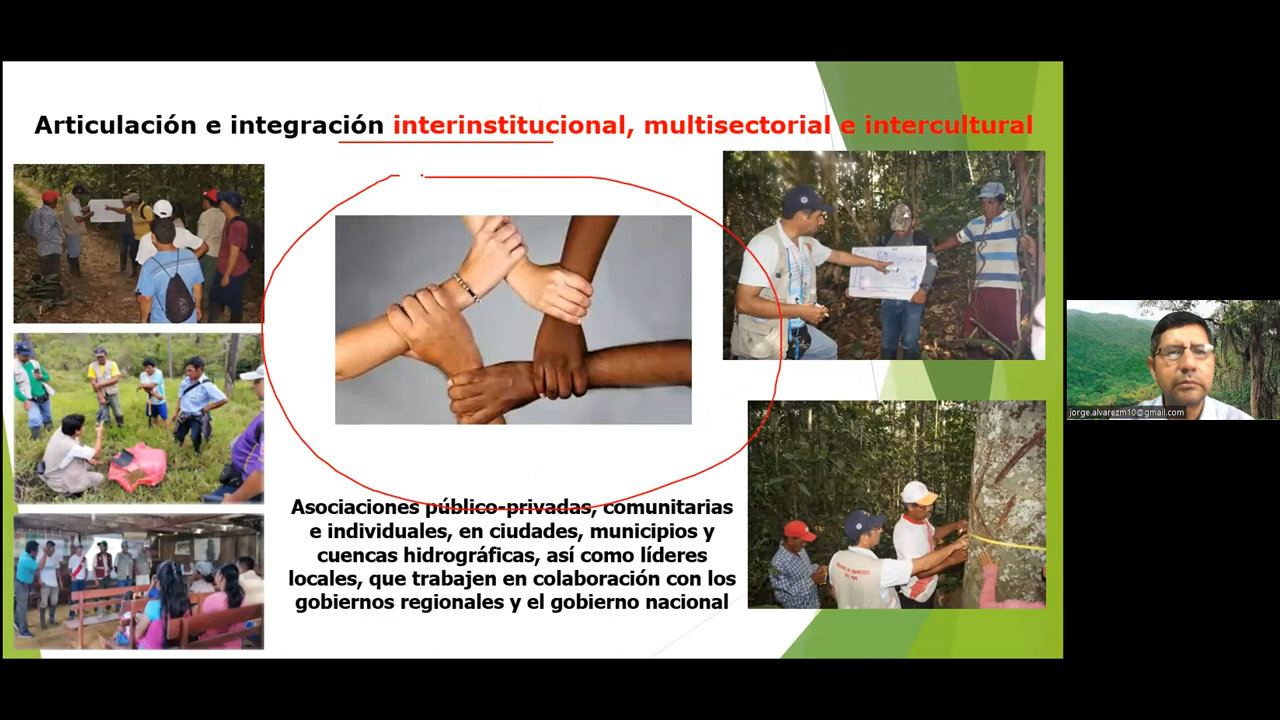 Articulación e integración interinstitucional, multisectorial e intercultural
Asociaciones público-privadas, comunitarias
e individuales, en ciudades, municipios y
cuencas hidrográficas, así como líderes
locales, que trabajen en colaboración con los
gobiernos regionales y el gobierno nacional
jorge.alvarezm10@gmail.com